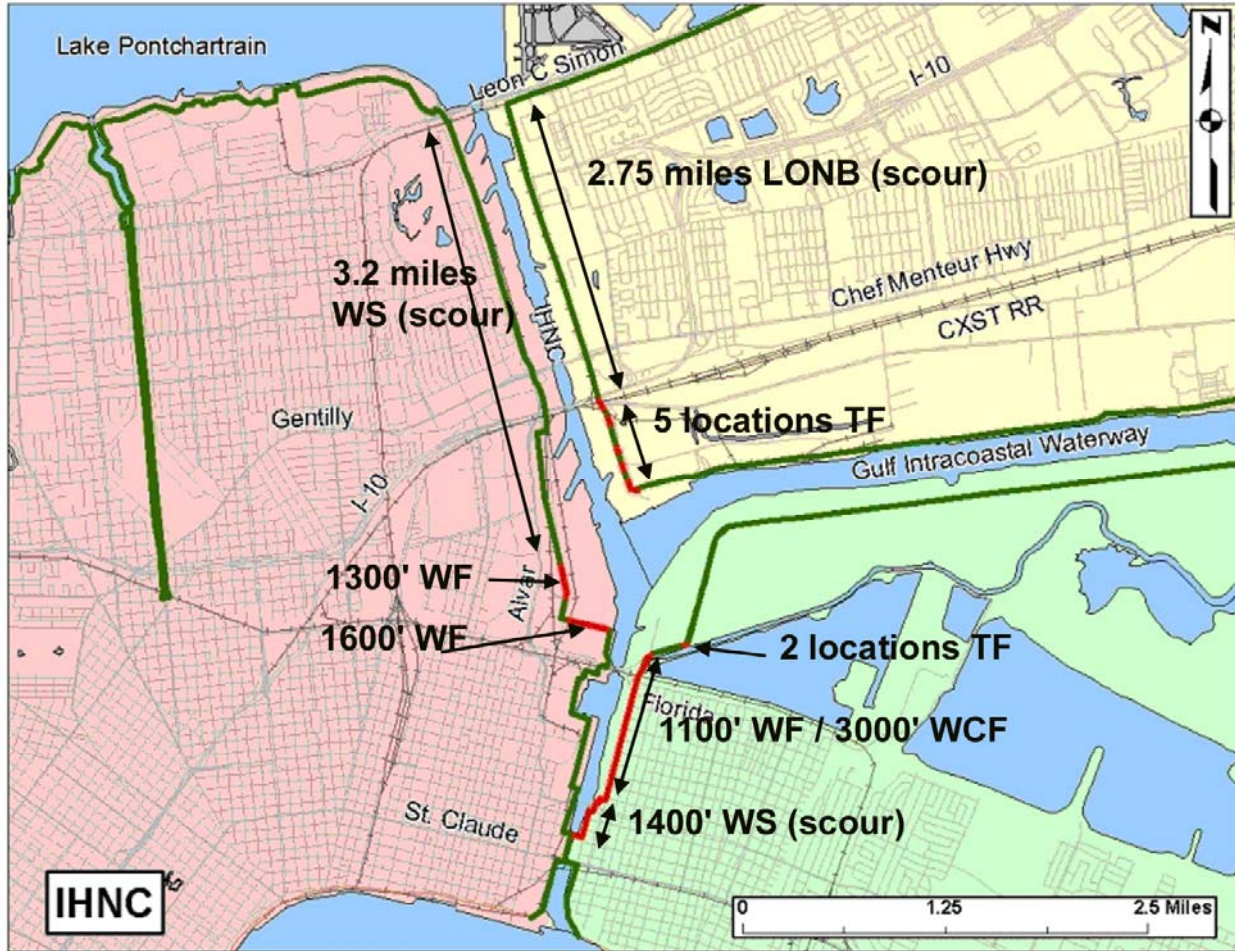 Lake Pontchartrain
Leon C Simon
I-10
N
2.75 miles LONB (scour)
3.2 miles
WS (scour)
IHNC
Chef Menteur Hwy
CXST RR
Gentilly
5 locations TF
Gulf Intracoastal Waterway
I-10
1300' WF
Alvar
1600' WF
2 locations TF
Florida
1100' WF / 3000' WCF
St. Claude
1400' WS (scour)
IHNC
0 1.25 2.5 Miles